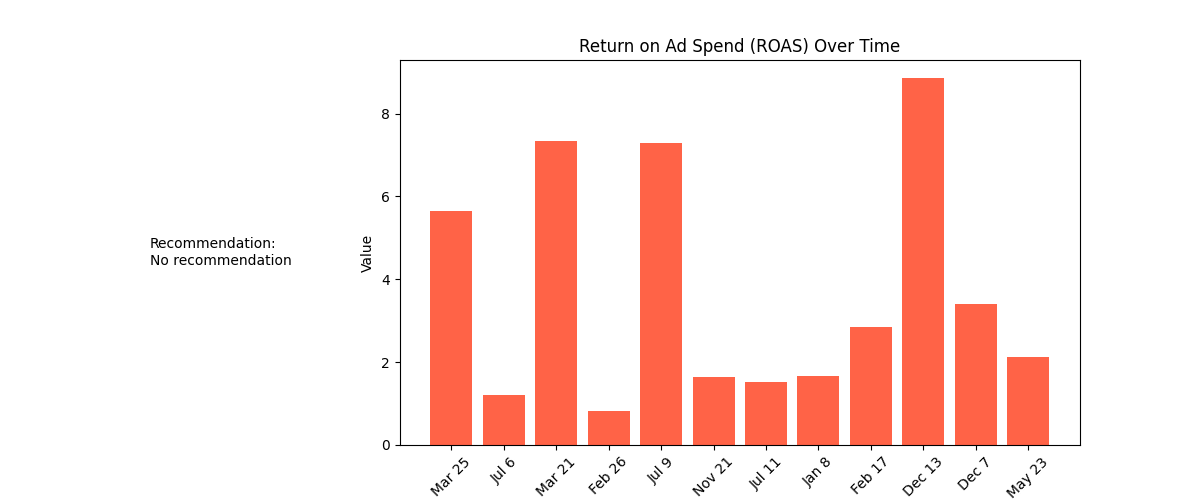 Return on Ad Spend (ROAS) Over Time
Recommendation:
No recommendation
Value
8
6
4
2
0
Mar 25
Jul 6
Mar 21
Feb 26
Jul 9
Nov 21
Jul 11
Jan 8
Feb 17
Dec 13
Dec 7
May 23